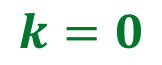 k = 0